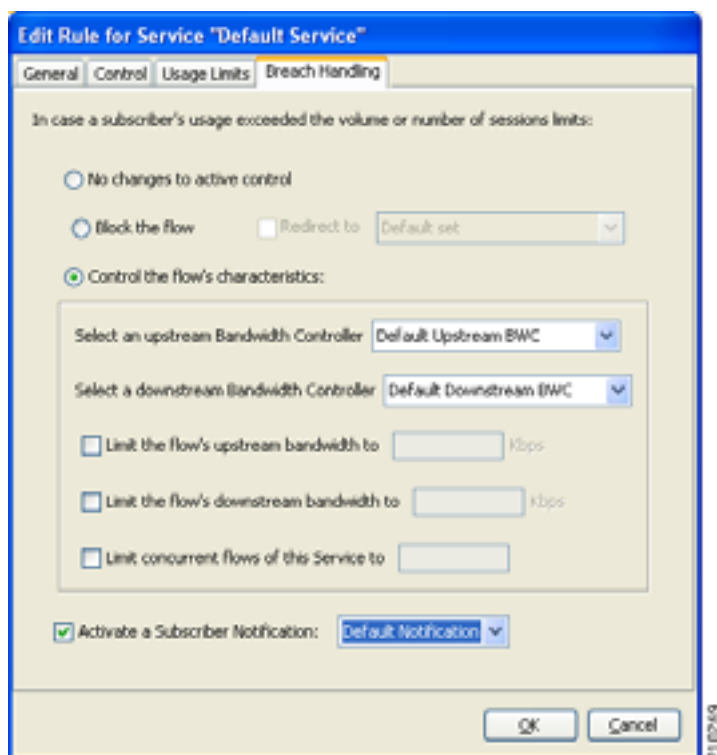 Edit Rule for Service "Default Service"
General Control Usage Limits Breach Handling
In case a subscriber's usage exceeded the volume or number of sessions limits:
No changes to active control
Block the flow Redirect to Default set
Control the flow's characteristics:
Select an upstream Bandwidth Controller Default Upstream BWC
Select a downstream Bandwidth Controller Default Downstream BWC
Limit the flow's upstream bandwidth to Kbps
Limit the flow's downstream bandwidth to Kbps
Limit concurrent flows of this Service to
Activate a Subscriber Notification: Default Notification
OK Cancel